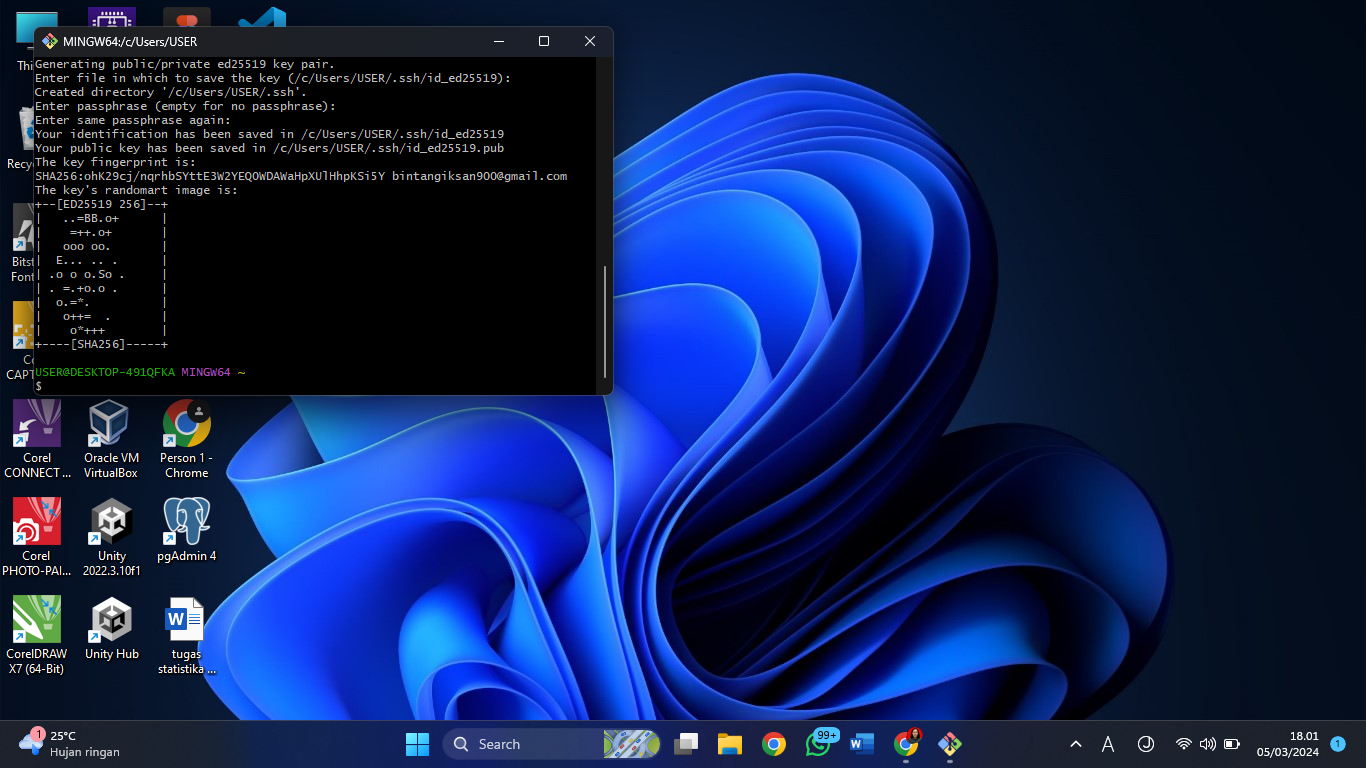 MINGW64:/c/Users/USER
Generating public/private ed25519 key pair.
Enter file in which to save the key (/c/Users/USER/.ssh/id_ed25519):
Created directory '/c/Users/USER/.ssh'.
Enter passphrase (empty for no passphrase):
Enter same passphrase again:
Your identification has been saved in /c/Users/USER/.ssh/id_ed25519
Your public key has been saved in /c/Users/USER/.ssh/id_ed25519.pub
The key fingerprint is:
SHA256:ohK29cj/nqrhbSYttE3W2YEQOWDAWaHpXUlHhpKSi5Y bintangiksan900@gmail.com
The key's randomart image is:
+--[ED25519 256]--+
|   ..=BB.o+      |
|    =++.o+       |
|   ooo oo.       |
|  E... .. .      |
| .o o o.So .     |
| . =.+o.o .      |
|  o.=*.          |
|   o++=  .       |
|    o*+++        |
+----[SHA256]-----+
USER@DESKTOP-491QFKA MINGW64 ~
$
Thi
Recy
Bits
Fon
Co
CAPT
Corel
CONNECT ...
Oracle VM
VirtualBox
Person 1 -
Chrome
Corel
PHOTO-PAI...
Unity
2022.3.10f1
pgAdmin 4
CorelDRAW
X7 (64-Bit)
Unity Hub
tugas
statistika ...
1
25°C
Hujan ringan
Search
99+
18.01
05/03/2024
1